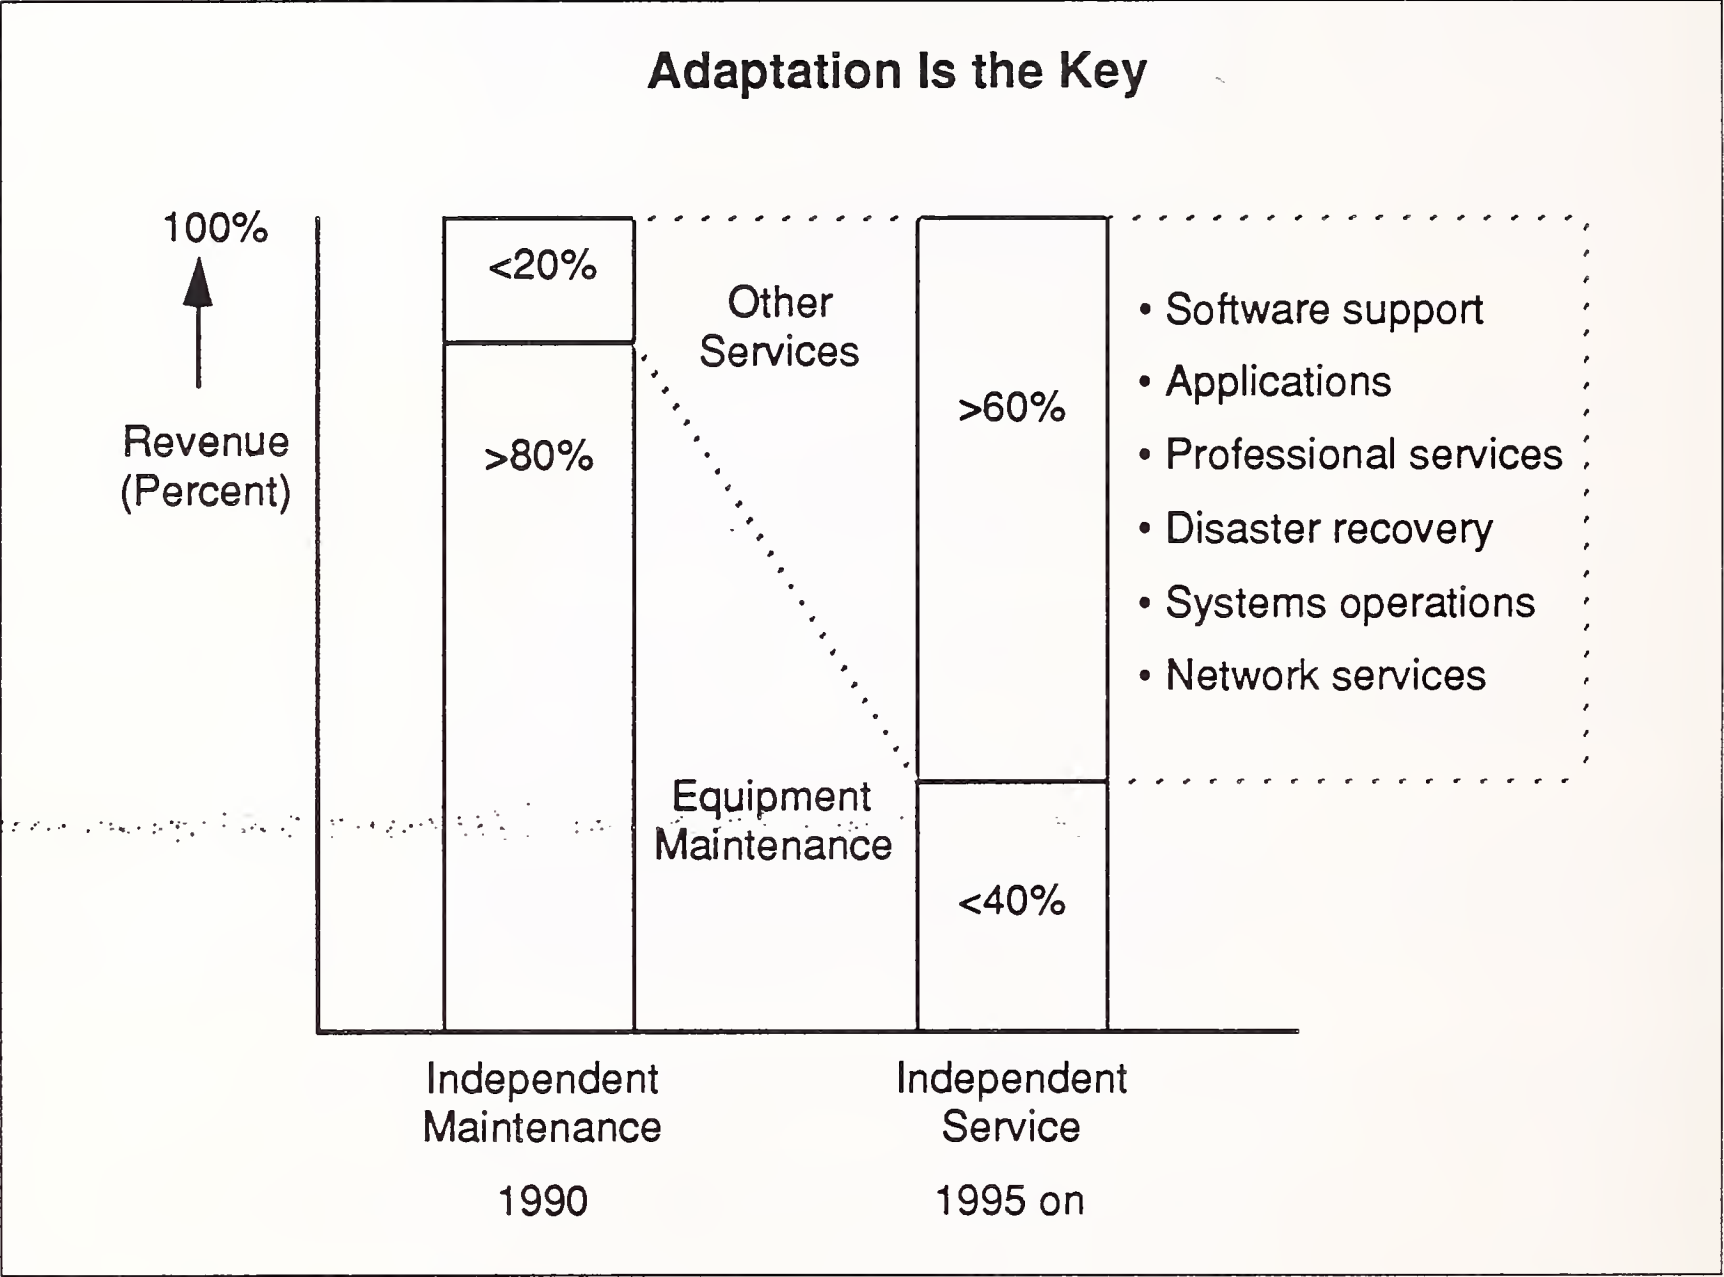 Adaptation Is the Key
100%
Revenue
(Percent)
<20%
>80%
Other
Services
Equipment
Maintenance
>60%
<40%
• Software support
• Applications
• Professional services
• Disaster recovery
• Systems operations
• Network services
Independent
Maintenance
1990
Independent
Service
1995 on